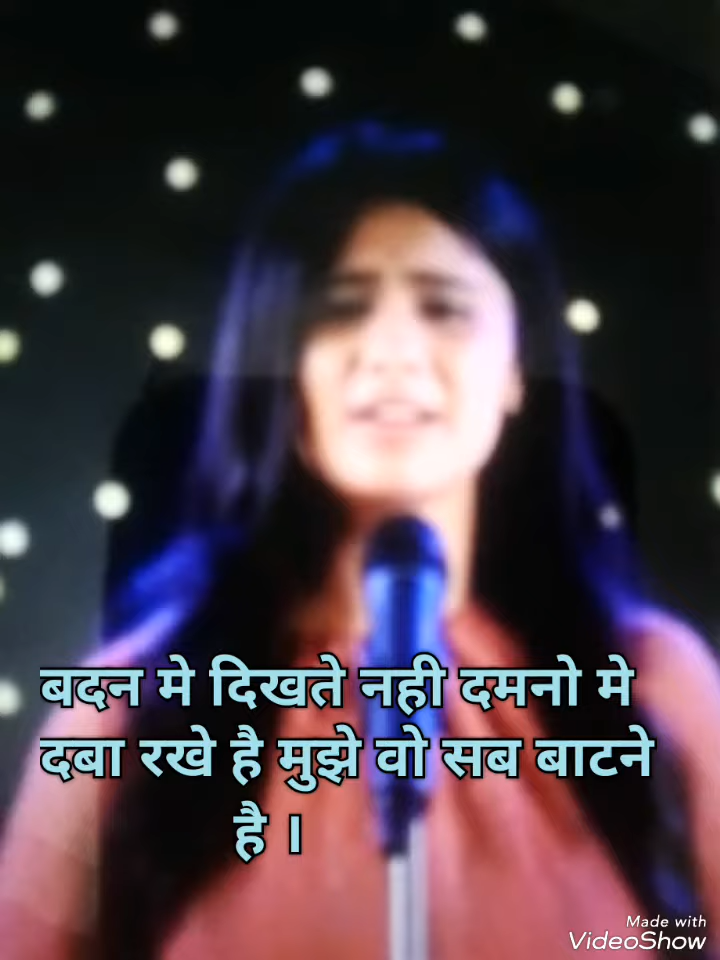 बदन मे दिखते नही दमनो मे
दबा रखे है मुझे वो सब बाटने
है ।
Made with
VideoShow